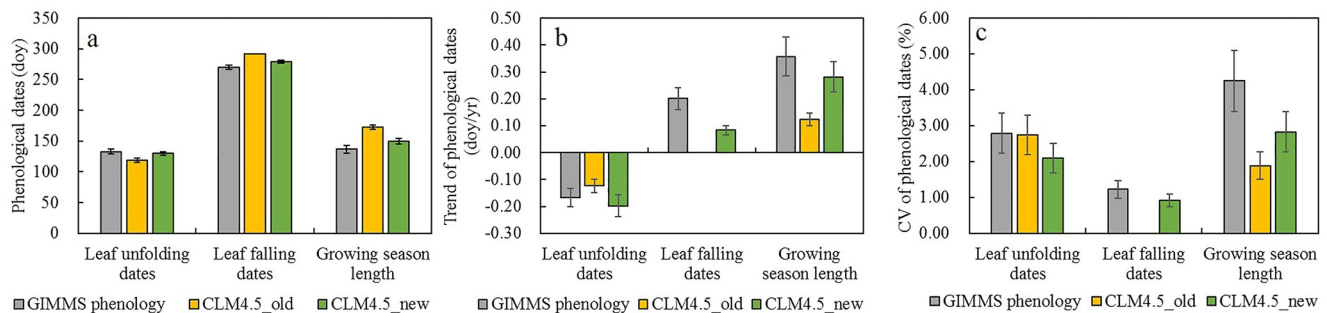 a
Phenological dates (doy)
350
300
250
200
150
100
50
0
Leaf unfolding dates
Leaf falling dates
Growing season length
GIMMS phenology
CLM4.5_old
CLM4.5_new
b
Trend of phenological dates
(doy/yr)
0.50
0.40
0.30
0.20
0.10
0.00
-0.10
-0.20
-0.30
Leaf unfolding
dates
Leaf falling
dates
Growing
season length
GIMMS phenology
CLM4.5_old
CLM4.5_new
c
CV of phenological dates (%)
6.00
5.00
4.00
3.00
2.00
1.00
0.00
Leaf unfolding
dates
Leaf falling
dates
Growing season
length
GIMMS phenology
CLM4.5_old
CLM4.5_new